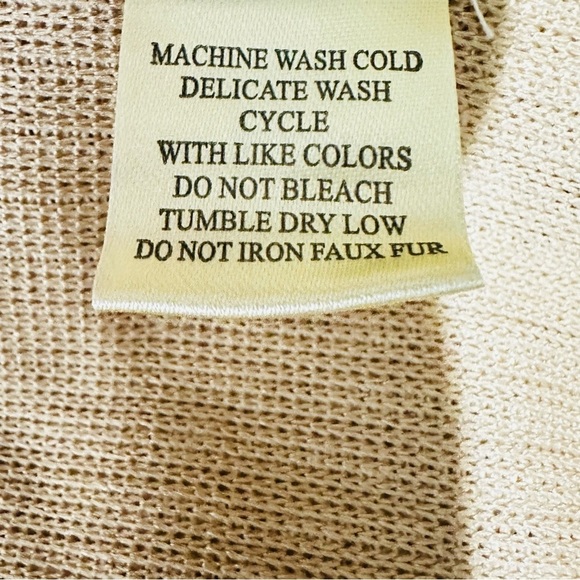 MACHINE WASH COLD
DELICATE WASH
CYCLE
WITH LIKE COLORS
DO NOT BLEACH
TUMBLE DRY LOW
DO NOT IRON FAUX FUR